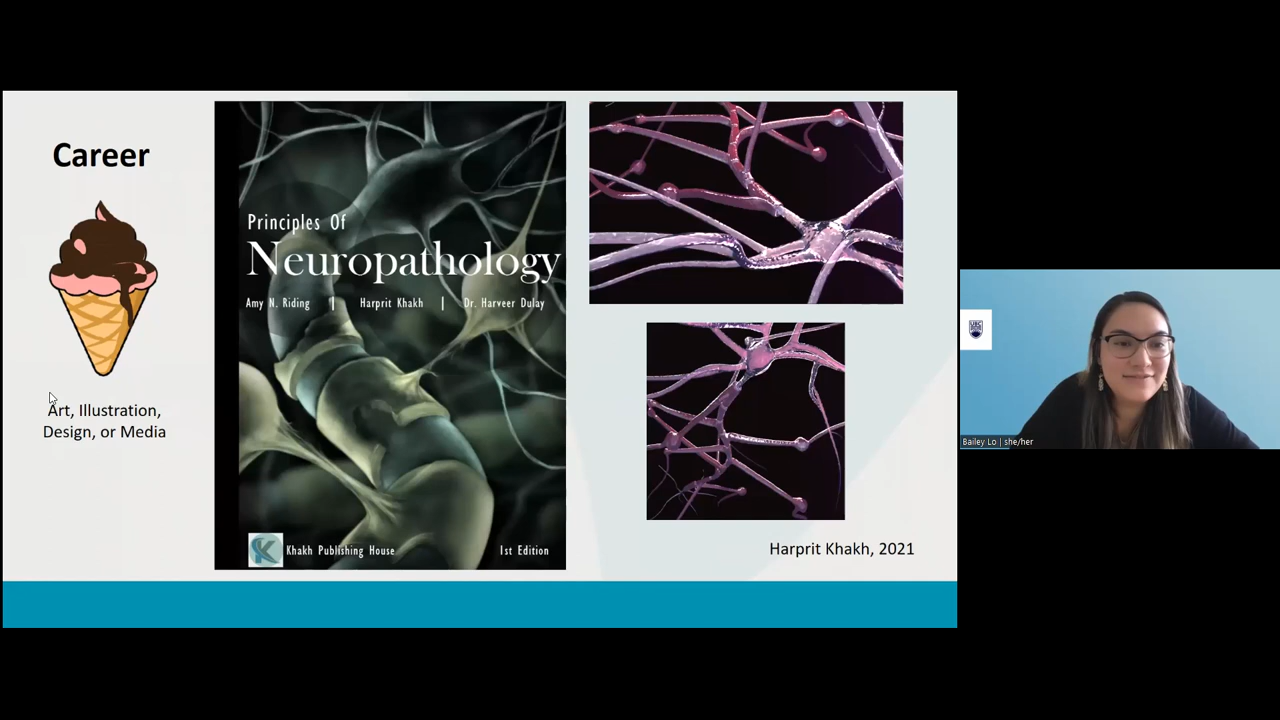 Career
Art, Illustration,
Design, or Media
Principles Of
Neuropathology
Amy N. Riding | Harprit Khakh | Dr. Harveer Dulay
Khakh Publishing House
1st Edition
Harprit Khakh, 2021
UBC
Bailey Lo | she/her